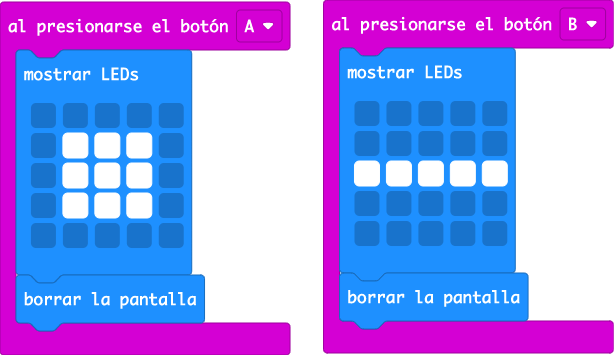 al presionarse el botón A
mostrar LEDs
borrar la pantalla
al presionarse el botón B
mostrar LEDs
borrar la pantalla